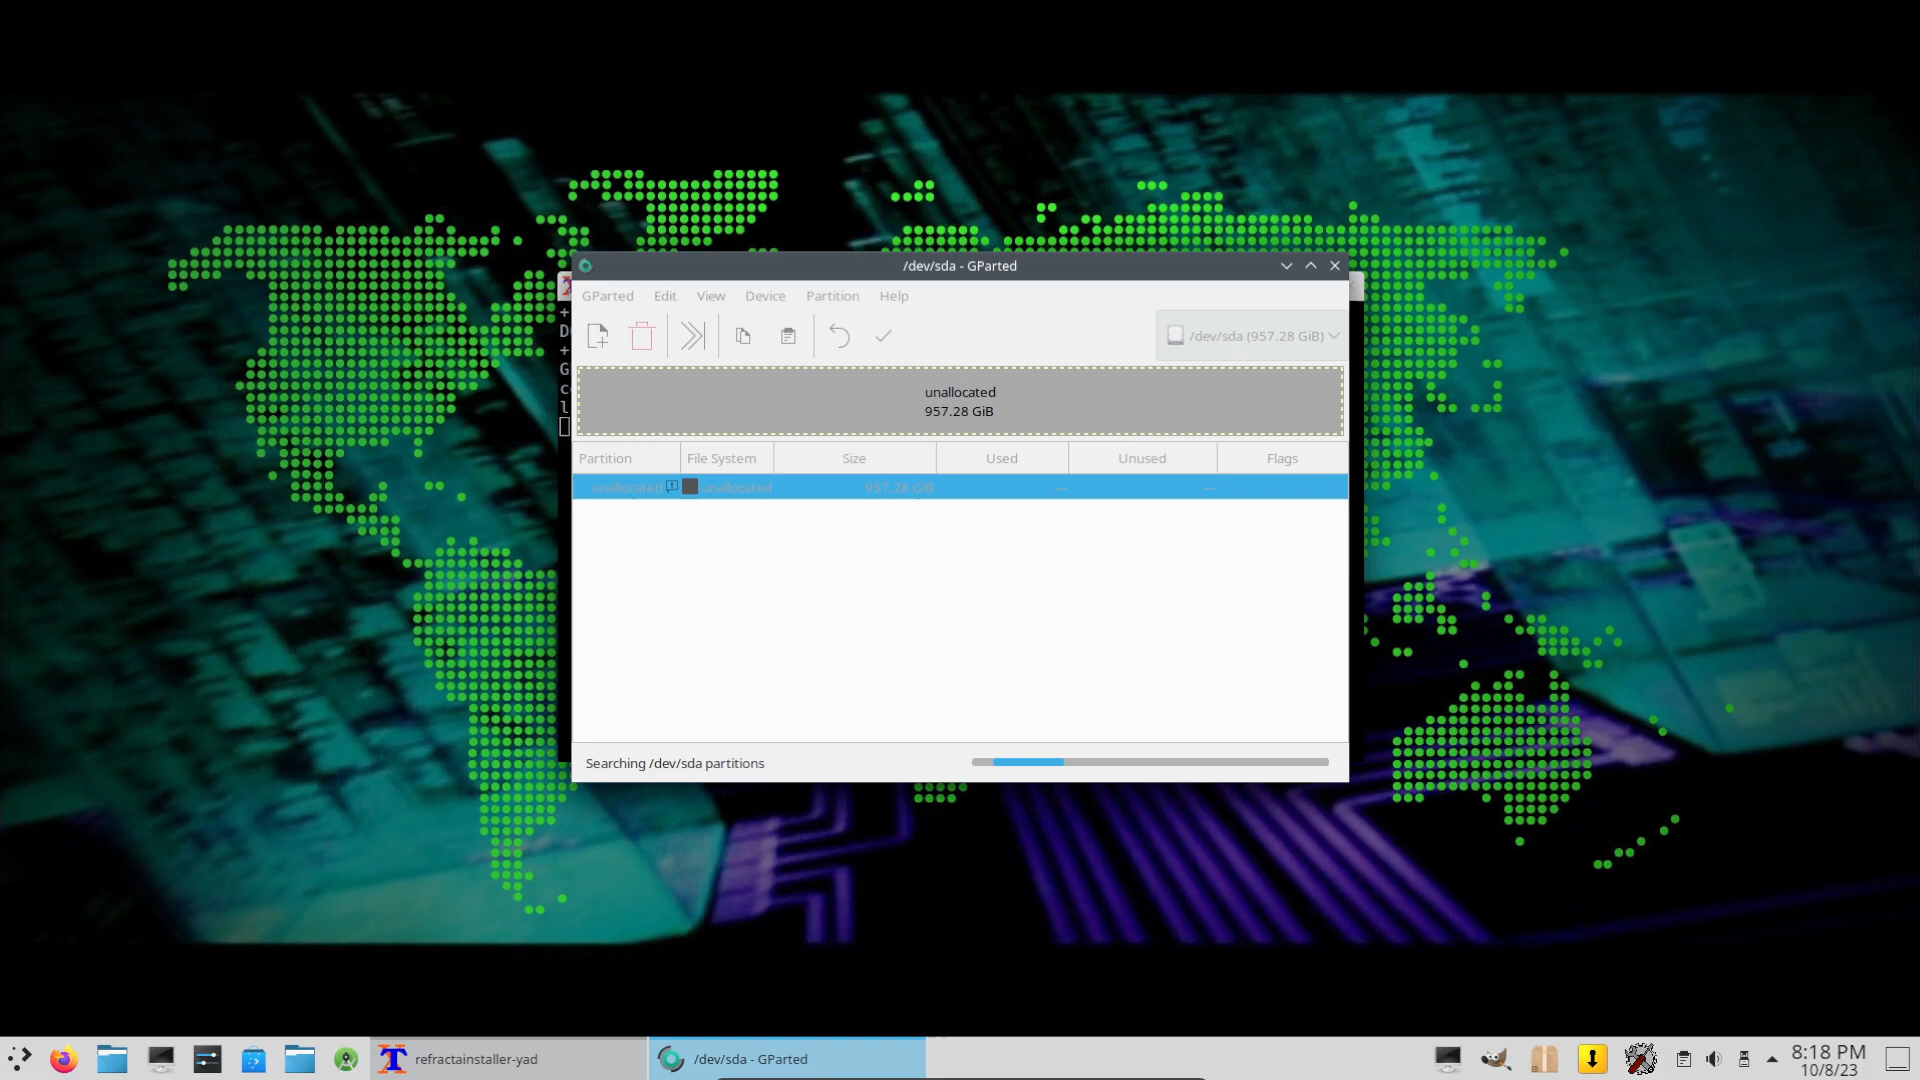 /dev/sda - GParted
GParted Edit View Device Partition Help
/dev/sda (957.28 GiB)
unallocated
957.28 GiB
Partition File System Size Used Unused Flags
unallocated unallocated 957.28 GiB — —
+
D
+
G
c
l
Searching /dev/sda partitions
refractainstaller-yad
/dev/sda - GParted
8:18 PM
10/8/23